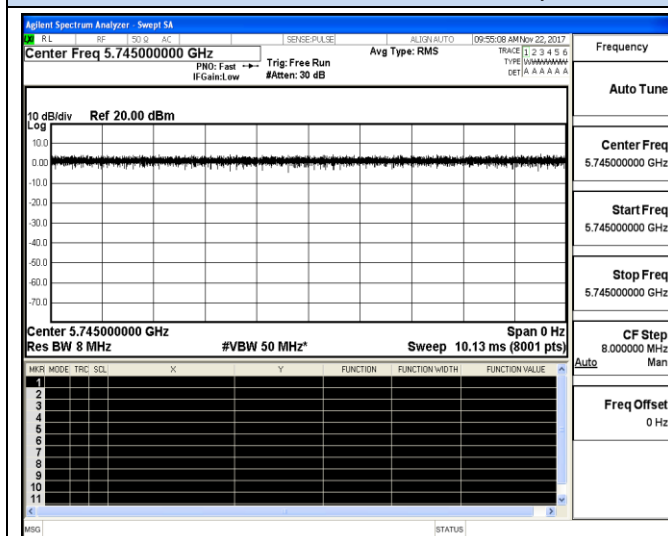 Agilent Spectrum Analyzer - Swept SA
RL RF 50 Ω AC SENSE:PULSE ALIGN AUTO 09:55:08 AM Nov 22, 2017
Center Freq 5.745000000 GHz
PNO: Fast
IFGain:Low
Trig: Free Run
#Atten: 30 dB
Avg Type: RMS
TRACE 1 2 3 4 5 6
TYPE
DET A A A A A A
10 dB/div Ref 20.00 dBm
Log
10.0
0.00
-10.0
-20.0
-30.0
-40.0
-50.0
-60.0
-70.0
Center 5.745000000 GHz Span 0 Hz
Res BW 8 MHz #VBW 50 MHz* Sweep 10.13 ms (8001 pts)
MKR MODE TRC SCL X Y FUNCTION FUNCTION WIDTH FUNCTION VALUE
1
2
3
4
5
6
7
8
9
10
11
MSG STATUS
Frequency
Auto Tune
Center Freq
5.745000000 GHz
Start Freq
5.745000000 GHz
Stop Freq
5.745000000 GHz
CF Step
8.000000 MHz
Auto Man
Freq Offset
0 Hz